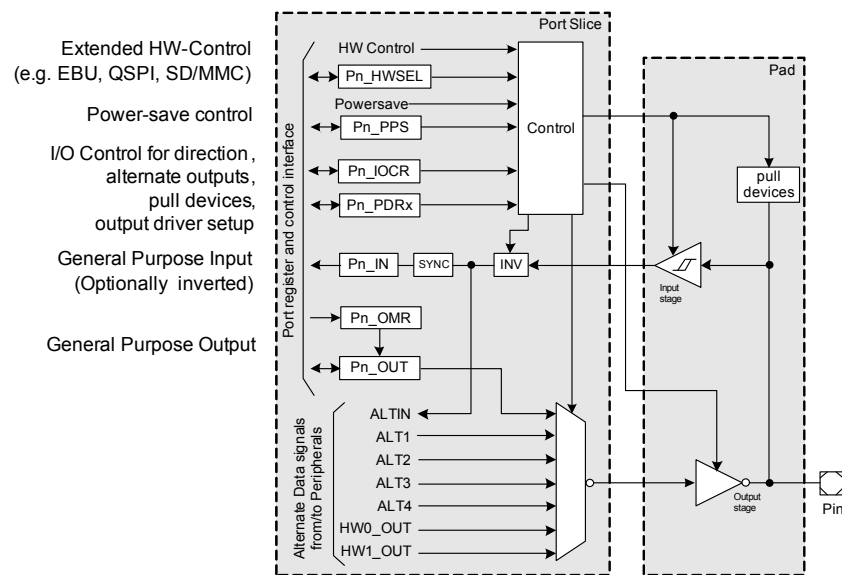 Port Slice
Pad
Extended HW-Control
(e.g. EBU, QSPI, SD/MMC)
Power-save control
I/O Control for direction,
alternate outputs,
pull devices,
output driver setup
General Purpose Input
(Optionally inverted)
General Purpose Output
Port register and control interface
HW Control
Pn_HWSEL
Powersave
Pn_PPS
Pn_IOCR
Pn_PDRx
Control
pull
devices
Pn_IN
SYNC
INV
Input
stage
Pn_OMR
Pn_OUT
Alternate Data signals
from/to Peripherals
ALTIN
ALT1
ALT2
ALT3
ALT4
HW0_OUT
HW1_OUT
Output
stage
Pin